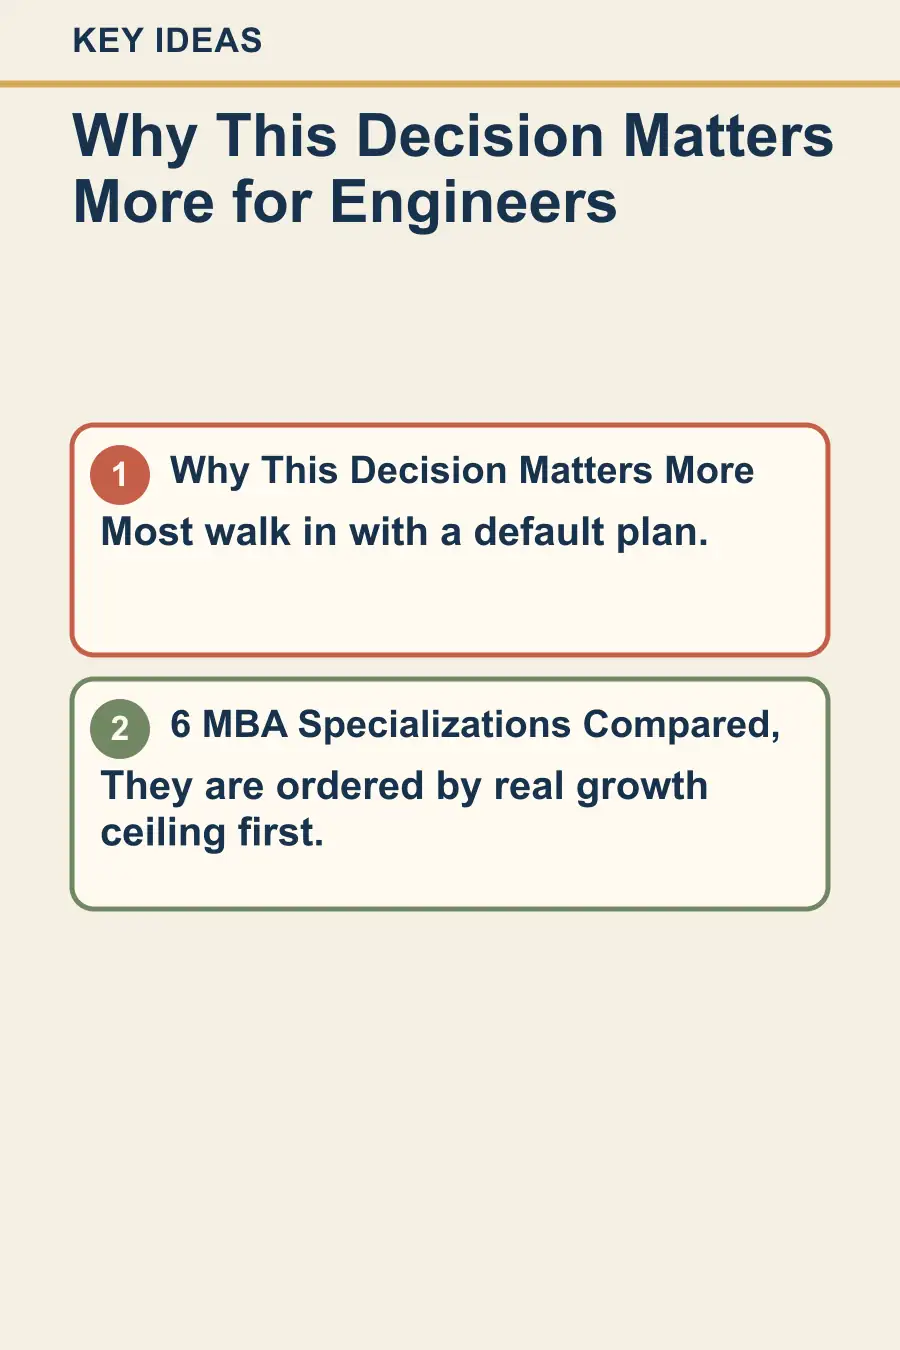 KEY IDEAS
Why This Decision Matters
More for Engineers
1 Why This Decision Matters More
Most walk in with a default plan.
2 6 MBA Specializations Compared,
They are ordered by real growth
ceiling first.